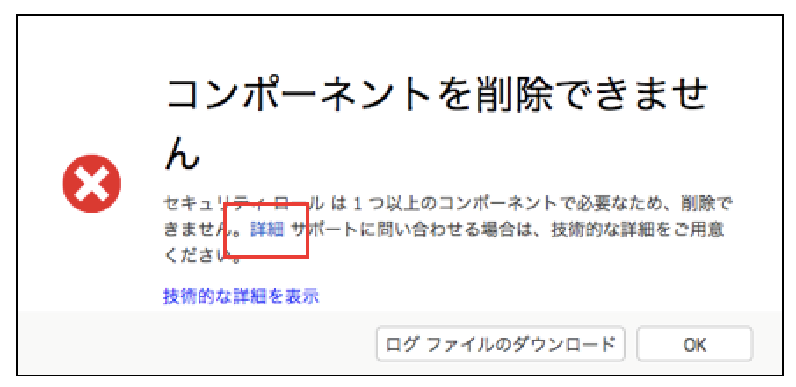 コンポーネントを削除できませ
ん
セキュリティ ロール は 1 つ以上のコンポーネントで必要なため、削除で
きません。詳細 サポートに問い合わせる場合は、技術的な詳細をご用意
ください。
技術的な詳細を表示
ログ ファイルのダウンロード
OK